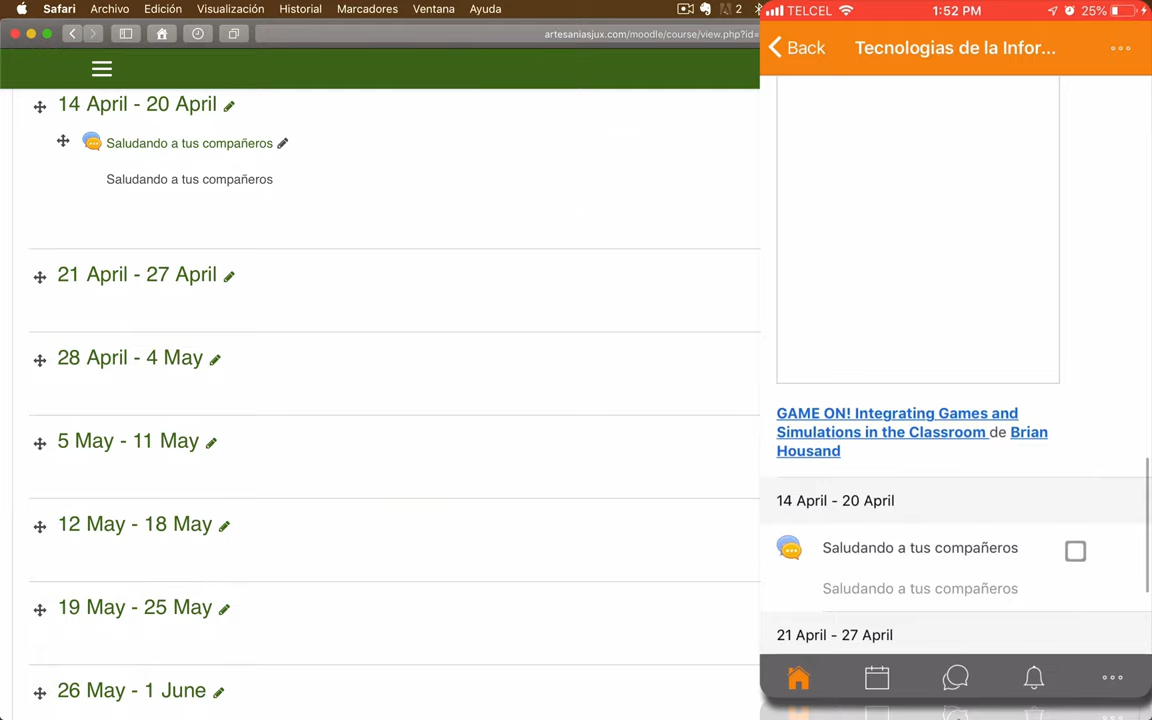 Safari Archivo Edición Visualización Historial Marcadores Ventana Ayuda 2
artesaniasjux.com/moodle/course/view.php?id=
14 April - 20 April
Saludando a tus compañeros
Saludando a tus compañeros
21 April - 27 April
28 April - 4 May
5 May - 11 May
12 May - 18 May
19 May - 25 May
26 May - 1 June
TELCEL 1:52 PM 25%
Back Tecnologias de la Infor...
GAME ON! Integrating Games and
Simulations in the Classroom de Brian
Housand
14 April - 20 April
Saludando a tus compañeros
Saludando a tus compañeros
21 April - 27 April